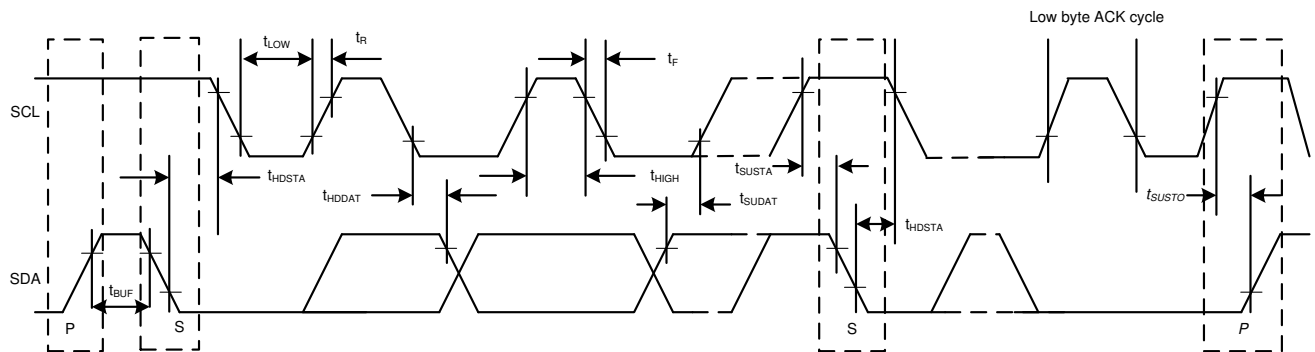 Low byte ACK cycle
tLOW
tR
tF
SCL
tHDSTA
tHDDAT
tHIGH
tSUDAT
tSUSTA
tHDSTA
tSUSTO
SDA
tBUF
P
S
S
P